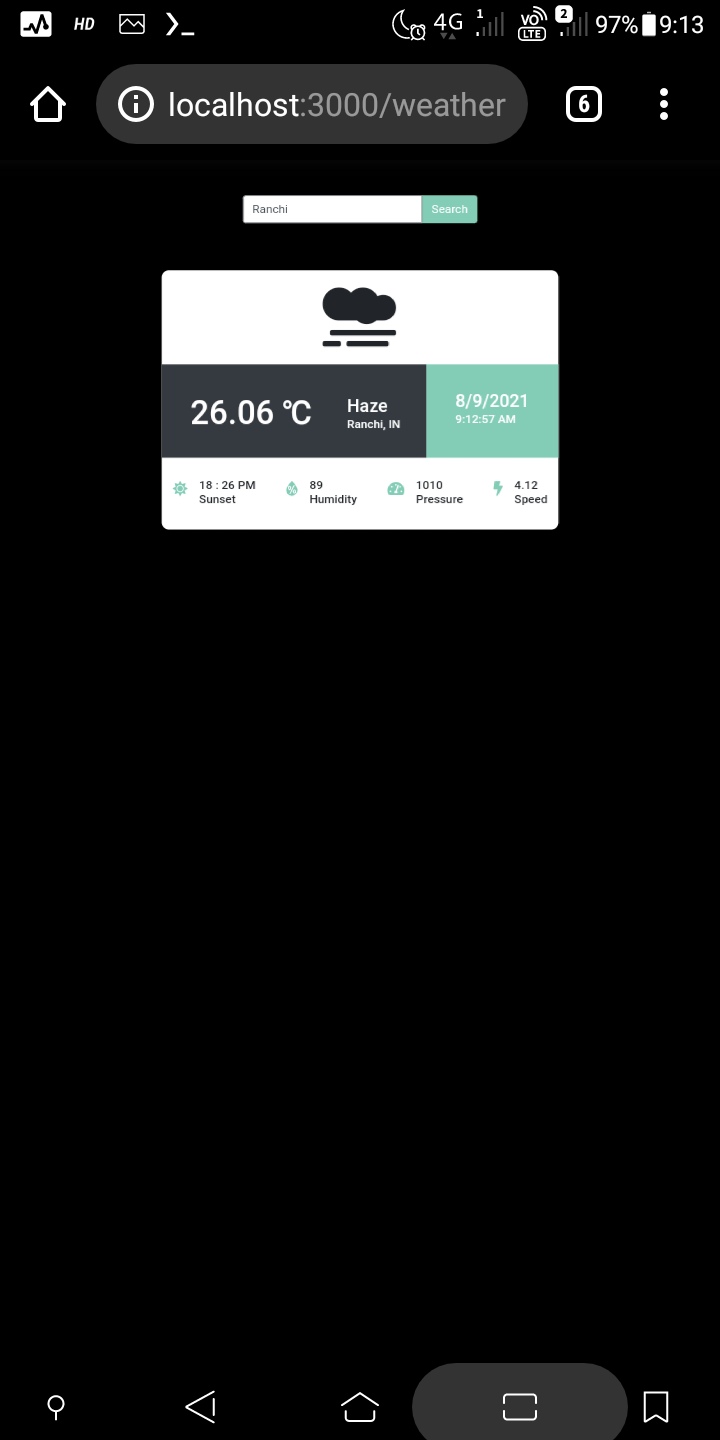 HD
4G
1
VO
LTE
2
97%
9:13
localhost:3000/weather
6
Ranchi
Search
26.06 °C
Haze
Ranchi, IN
8/9/2021
9:12:57 AM
18 : 26 PM
Sunset
89
Humidity
1010
Pressure
4.12
Speed